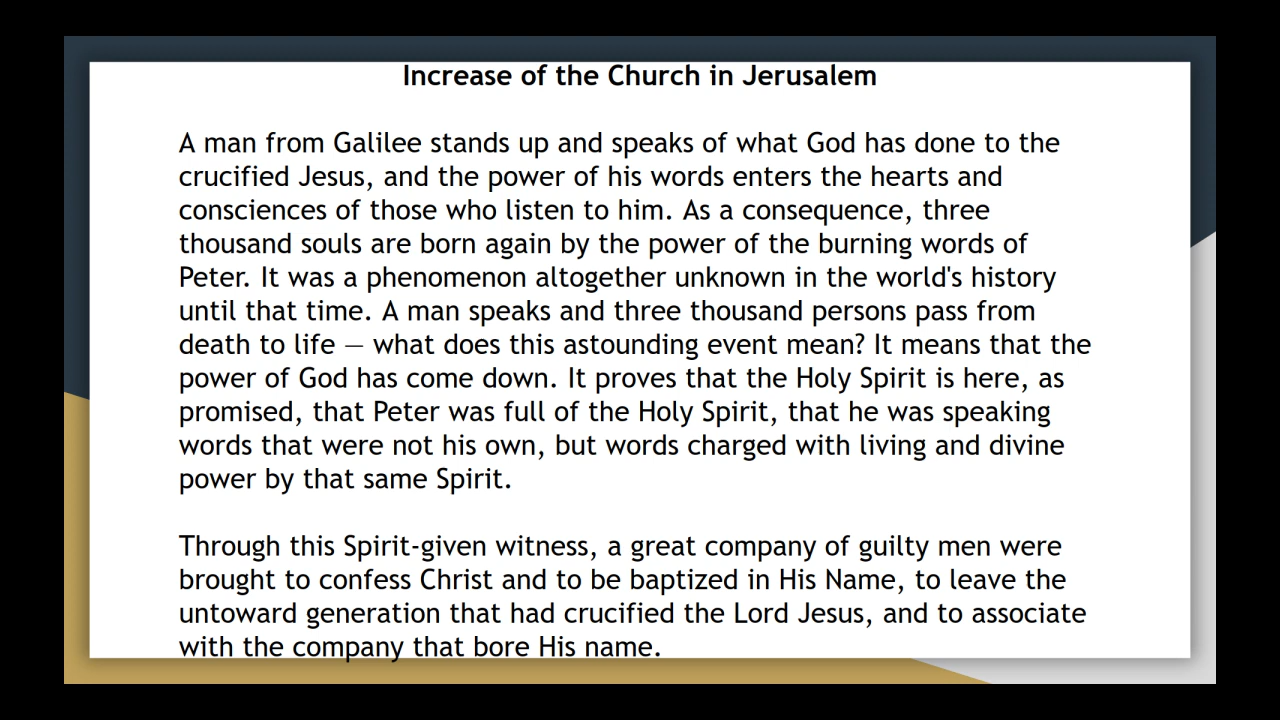 Increase of the Church in Jerusalem
A man from Galilee stands up and speaks of what God has done to the
crucified Jesus, and the power of his words enters the hearts and
consciences of those who listen to him. As a consequence, three
thousand souls are born again by the power of the burning words of
Peter. It was a phenomenon altogether unknown in the world's history
until that time. A man speaks and three thousand persons pass from
death to life — what does this astounding event mean? It means that the
power of God has come down. It proves that the Holy Spirit is here, as
promised, that Peter was full of the Holy Spirit, that he was speaking
words that were not his own, but words charged with living and divine
power by that same Spirit.
Through this Spirit-given witness, a great company of guilty men were
brought to confess Christ and to be baptized in His Name, to leave the
untoward generation that had crucified the Lord Jesus, and to associate
with the company that bore His name.